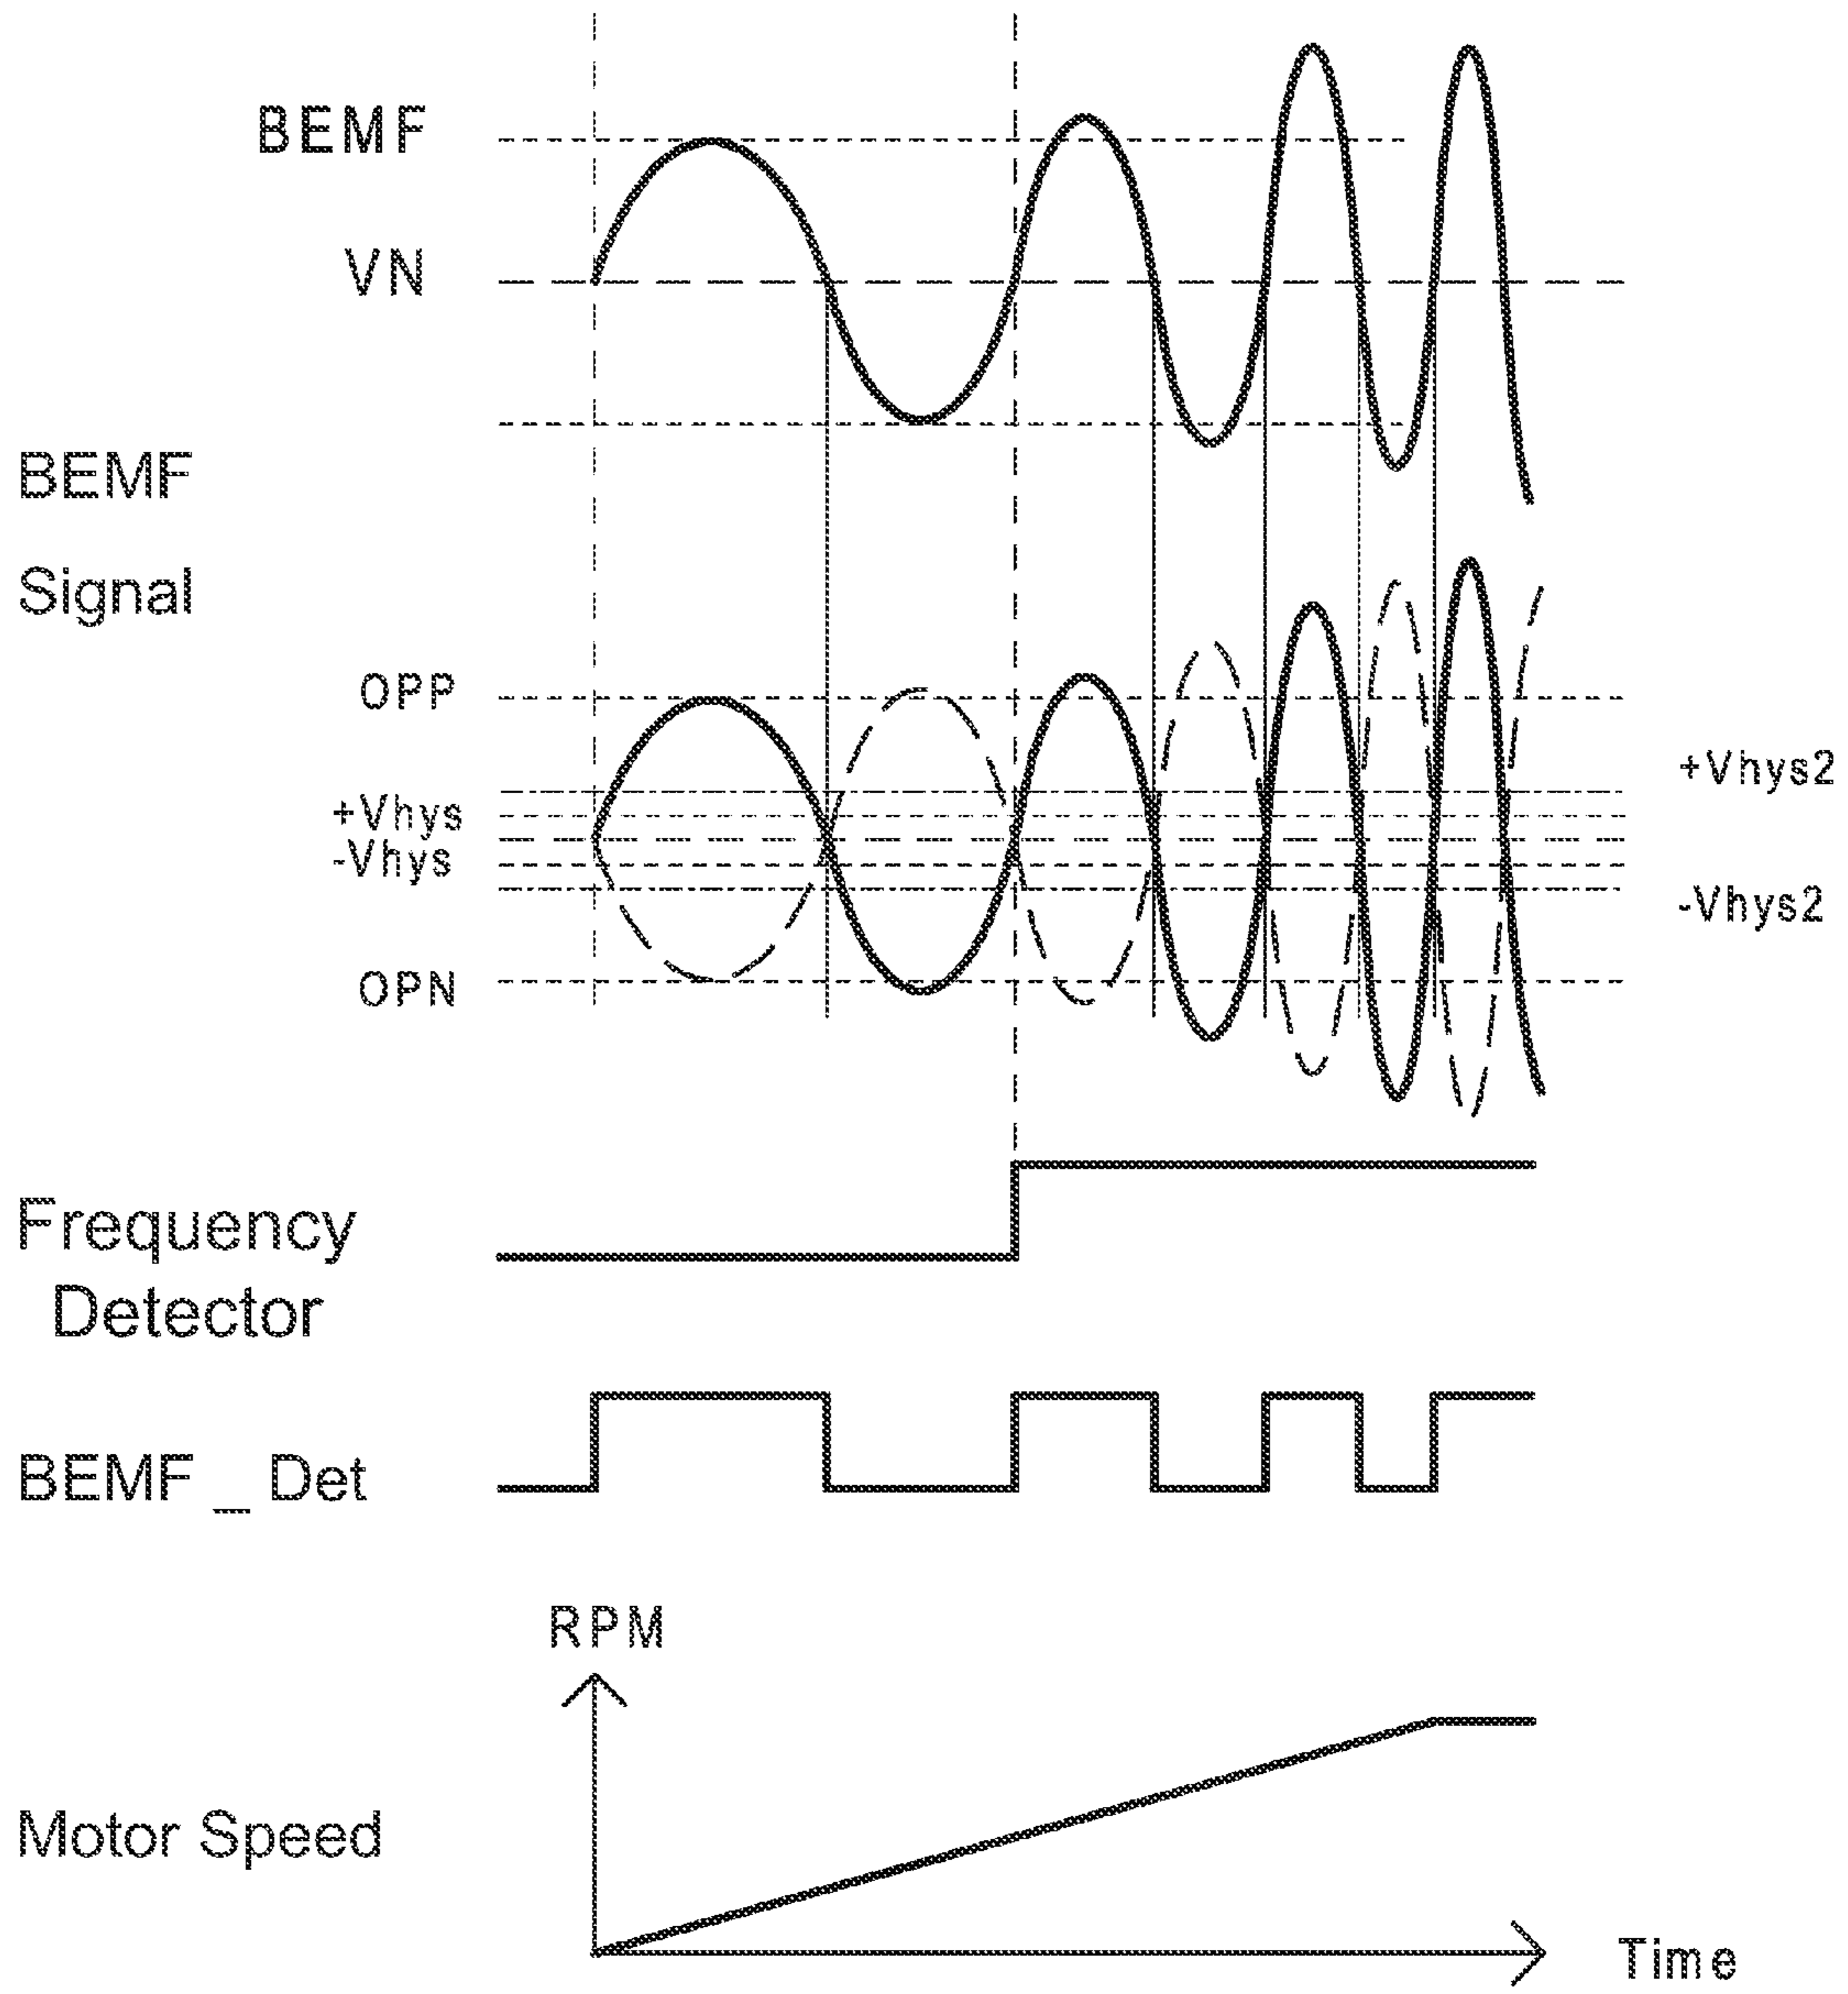 BEMF
VN
BEMF
Signal
OPP
+Vhys2
+Vhys
-Vhys
-Vhys2
OPN
Frequency
Detector
BEMF _ Det
RPM
Motor Speed
Time